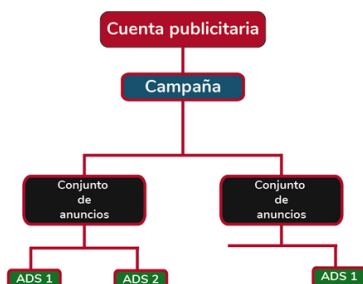 Cuenta publicitaria
Campaña
Conjunto
de
anuncios
Conjunto
de
anuncios
ADS 1
ADS 2
ADS 1